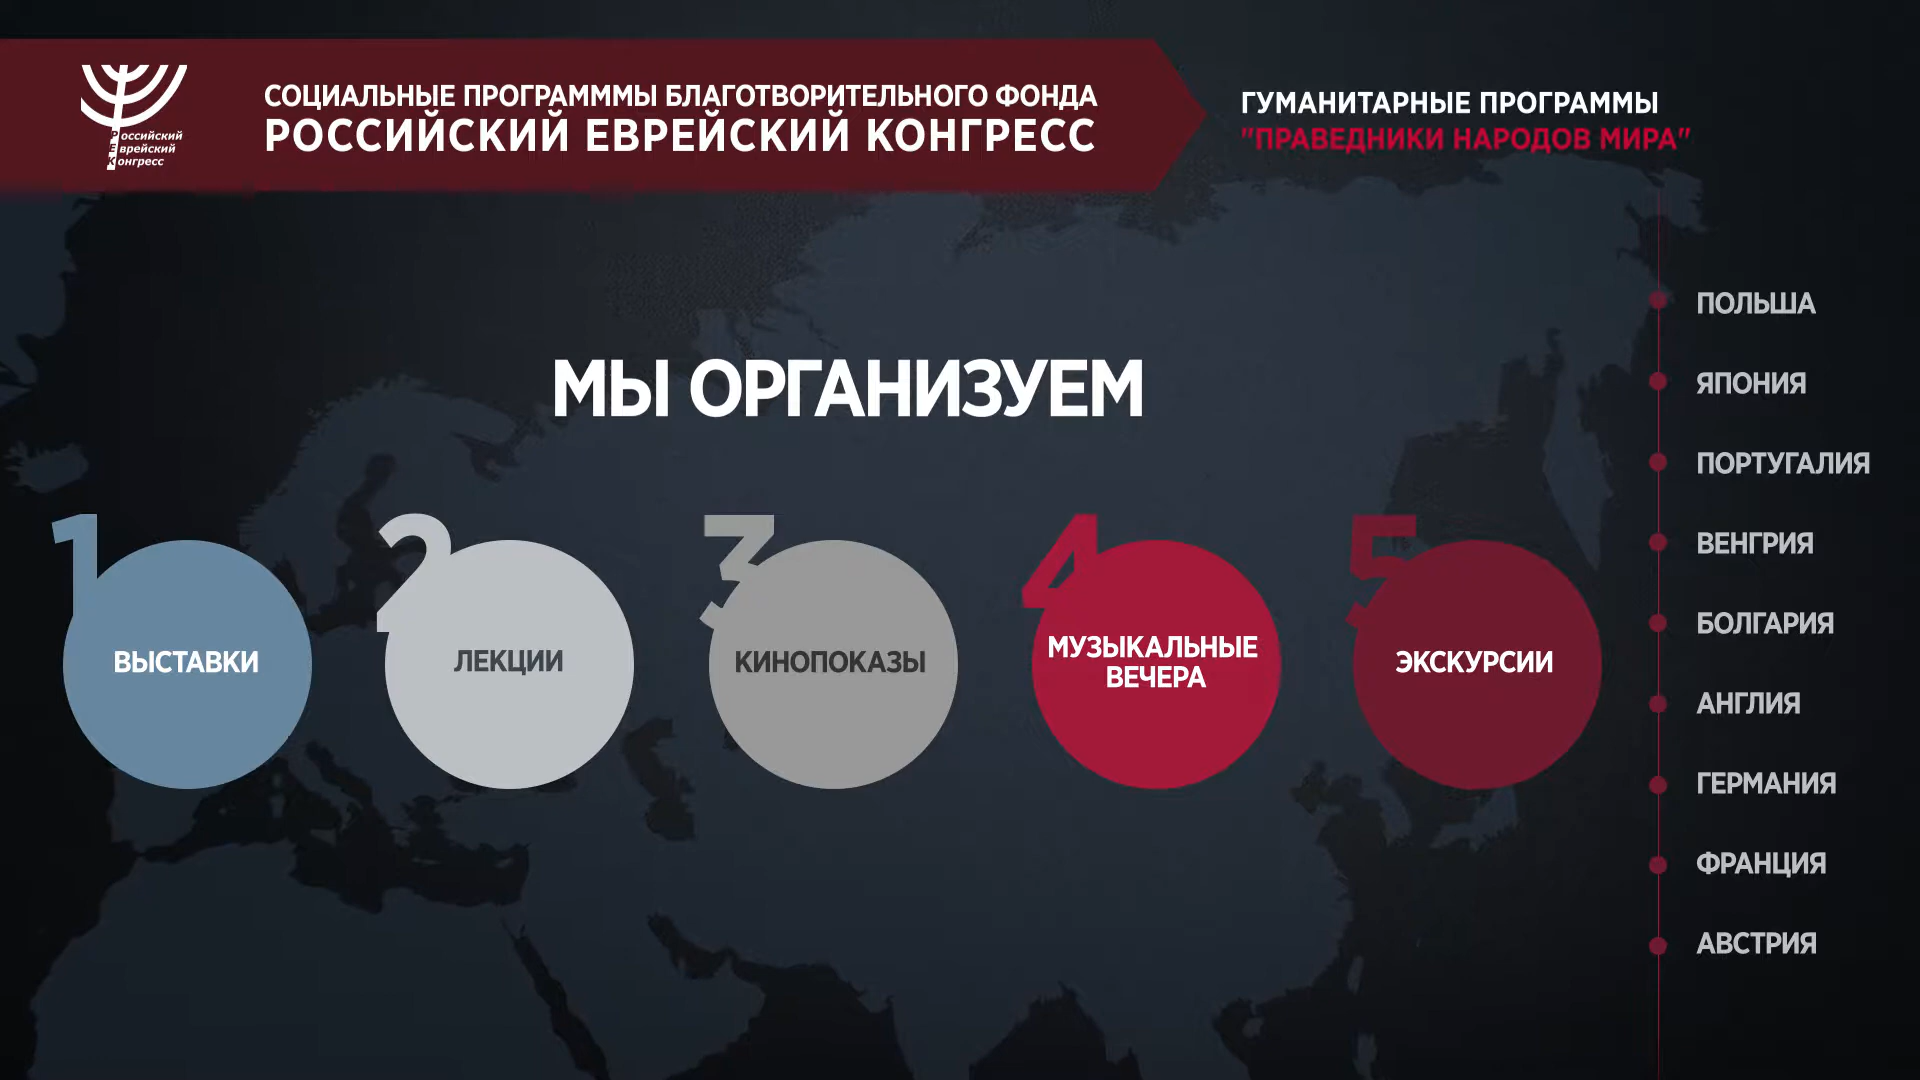 Российский
Еврейский
Конгресс
СОЦИАЛЬНЫЕ ПРОГРАМММЫ БЛАГОТВОРИТЕЛЬНОГО ФОНДА
РОССИЙСКИЙ ЕВРЕЙСКИЙ КОНГРЕСС
ГУМАНИТАРНЫЕ ПРОГРАММЫ
"ПРАВЕДНИКИ НАРОДОВ МИРА"
МЫ ОРГАНИЗУЕМ
1
ВЫСТАВКИ
2
ЛЕКЦИИ
3
КИНОПОКАЗЫ
4
МУЗЫКАЛЬНЫЕ
ВЕЧЕРА
5
ЭКСКУРСИИ
ПОЛЬША
ЯПОНИЯ
ПОРТУГАЛИЯ
ВЕНГРИЯ
БОЛГАРИЯ
АНГЛИЯ
ГЕРМАНИЯ
ФРАНЦИЯ
АВСТРИЯ